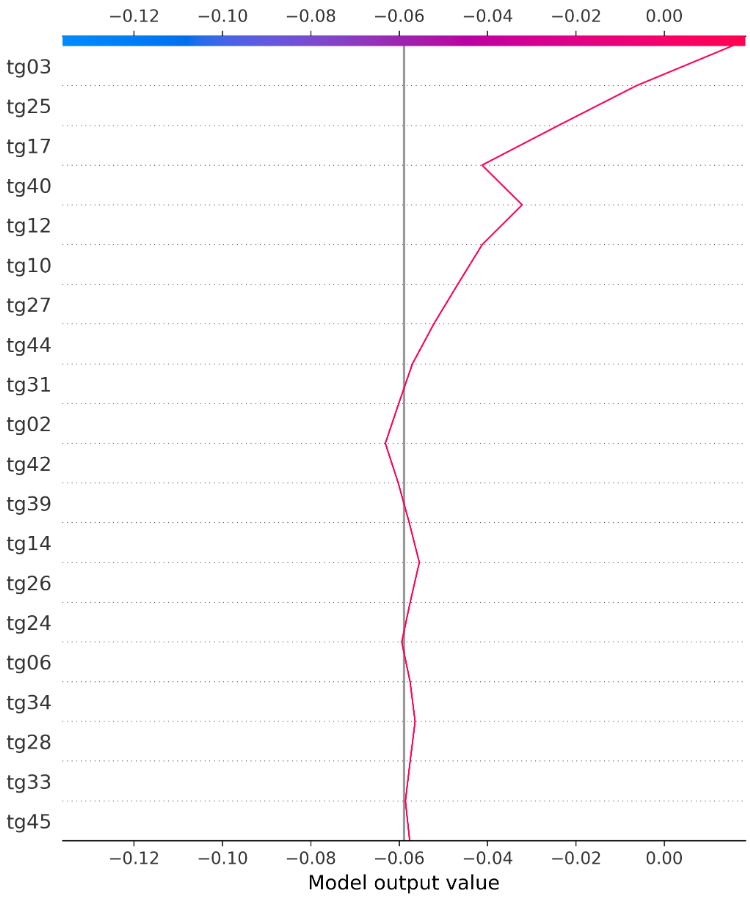 −0.12 −0.10 −0.08 −0.06 −0.04 −0.02 0.00
tg03
tg25
tg17
tg40
tg12
tg10
tg27
tg44
tg31
tg02
tg42
tg39
tg14
tg26
tg24
tg06
tg34
tg28
tg33
tg45
−0.12 −0.10 −0.08 −0.06 −0.04 −0.02 0.00
Model output value